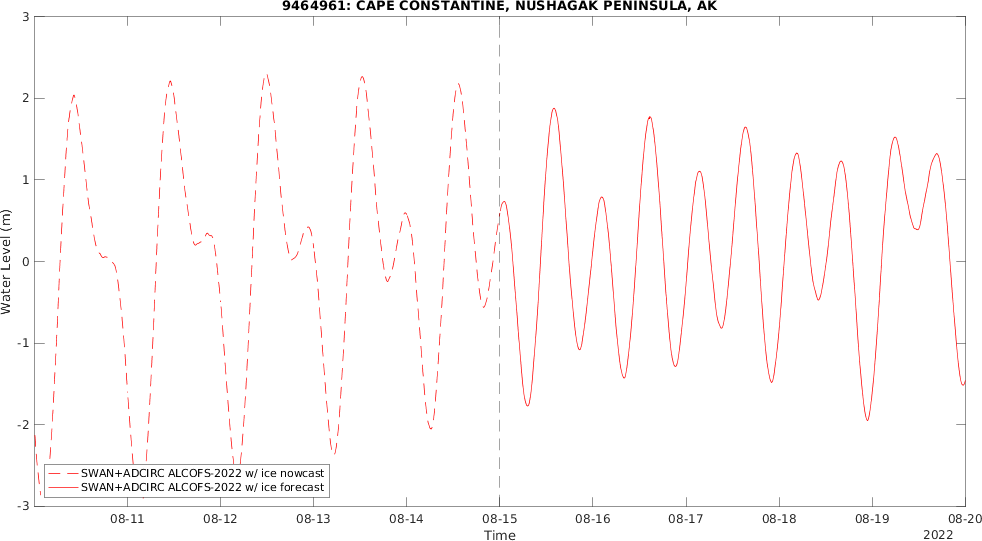 9464961: CAPE CONSTANTINE, NUSHAGAK PENINSULA, AK
3
2
1
0
-1
-2
-3
Water Level (m)
SWAN+ADCIRC ALCOFS-2022 w/ ice nowcast
SWAN+ADCIRC ALCOFS-2022 w/ ice forecast
08-11 08-12 08-13 08-14 08-15 08-16 08-17 08-18 08-19 08-20
Time
2022